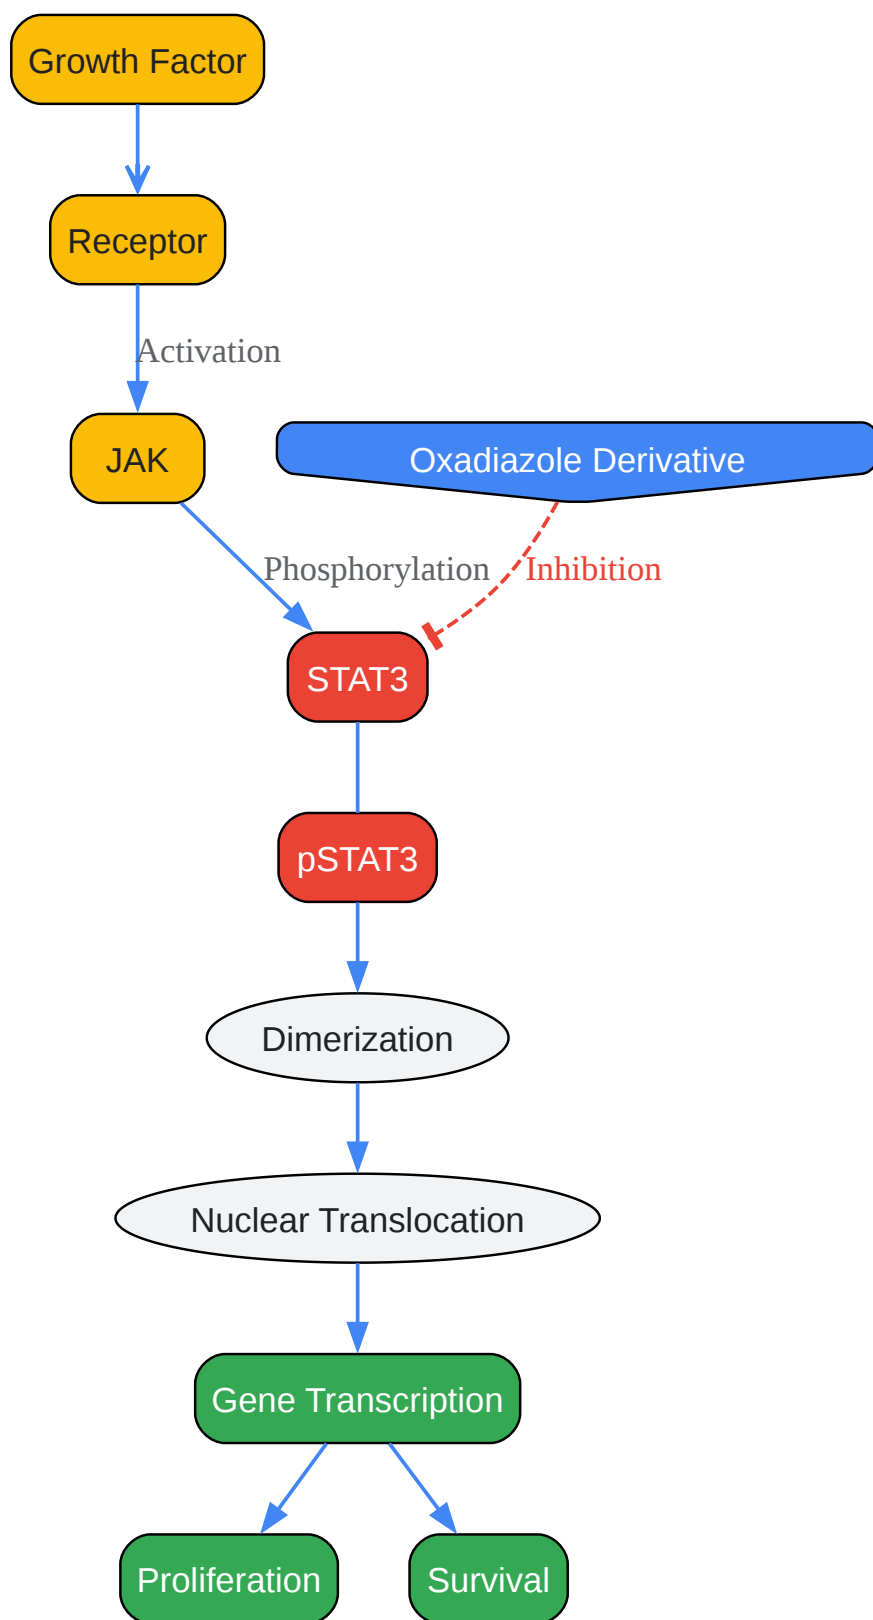 Growth Factor
Receptor
Activation
JAK
Oxadiazole Derivative
Phosphorylation
Inhibition
STAT3
pSTAT3
Dimerization
Nuclear Translocation
Gene Transcription
Proliferation
Survival